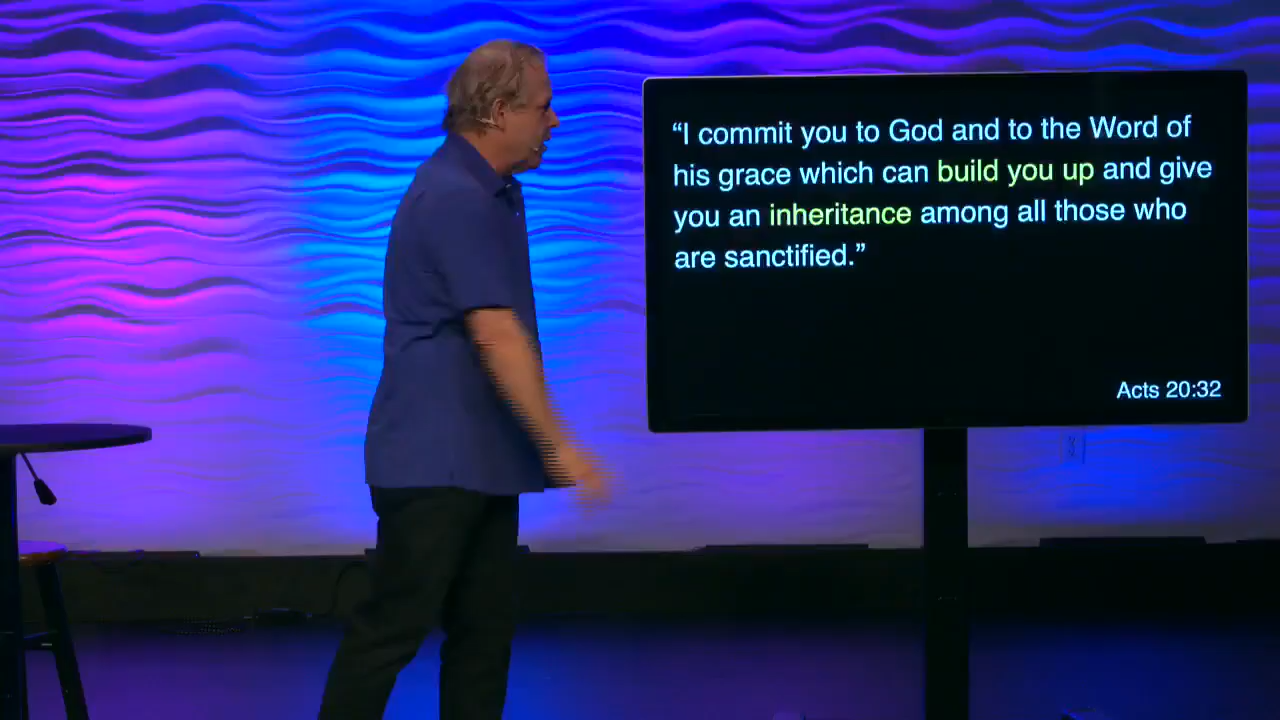 “I commit you to God and to the Word of
his grace which can build you up and give
you an inheritance among all those who
are sanctified.”
Acts 20:32